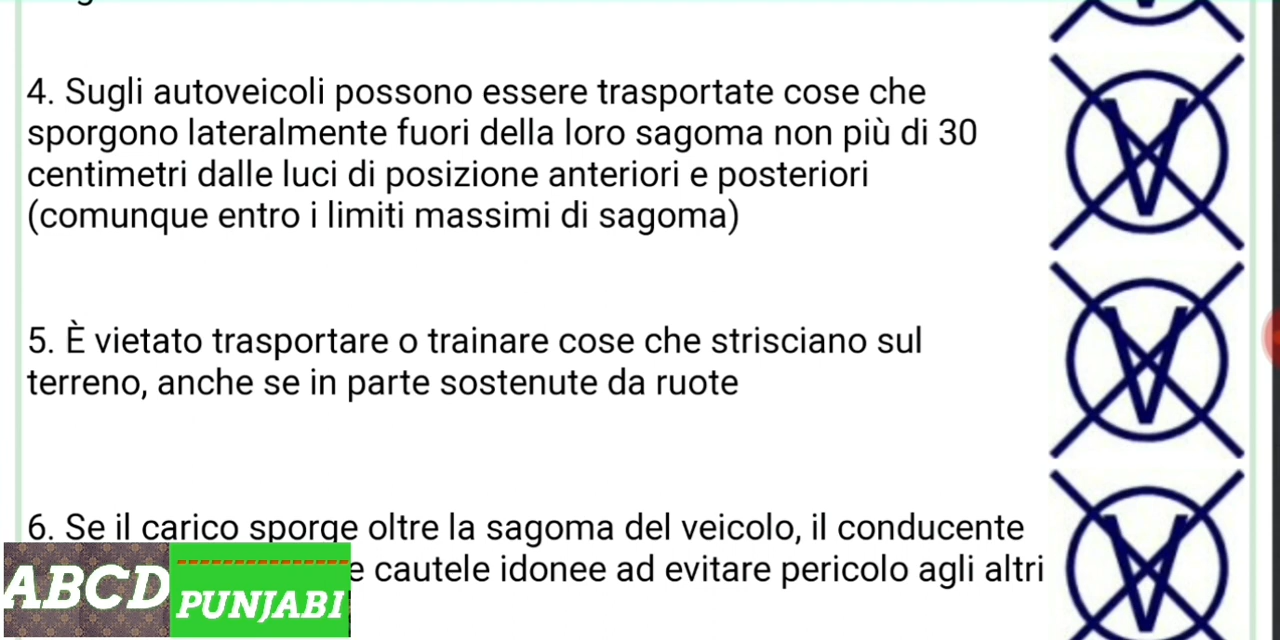 4. Sugli autoveicoli possono essere trasportate cose che
sporgono lateralmente fuori della loro sagoma non più di 30
centimetri dalle luci di posizione anteriori e posteriori
(comunque entro i limiti massimi di sagoma)
V
5. È vietato trasportare o trainare cose che strisciano sul
terreno, anche se in parte sostenute da ruote
V
6. Se il carico sporge oltre la sagoma del veicolo, il conducente
e cautele idonee ad evitare pericolo agli altri
V
ABCD PUNJABI